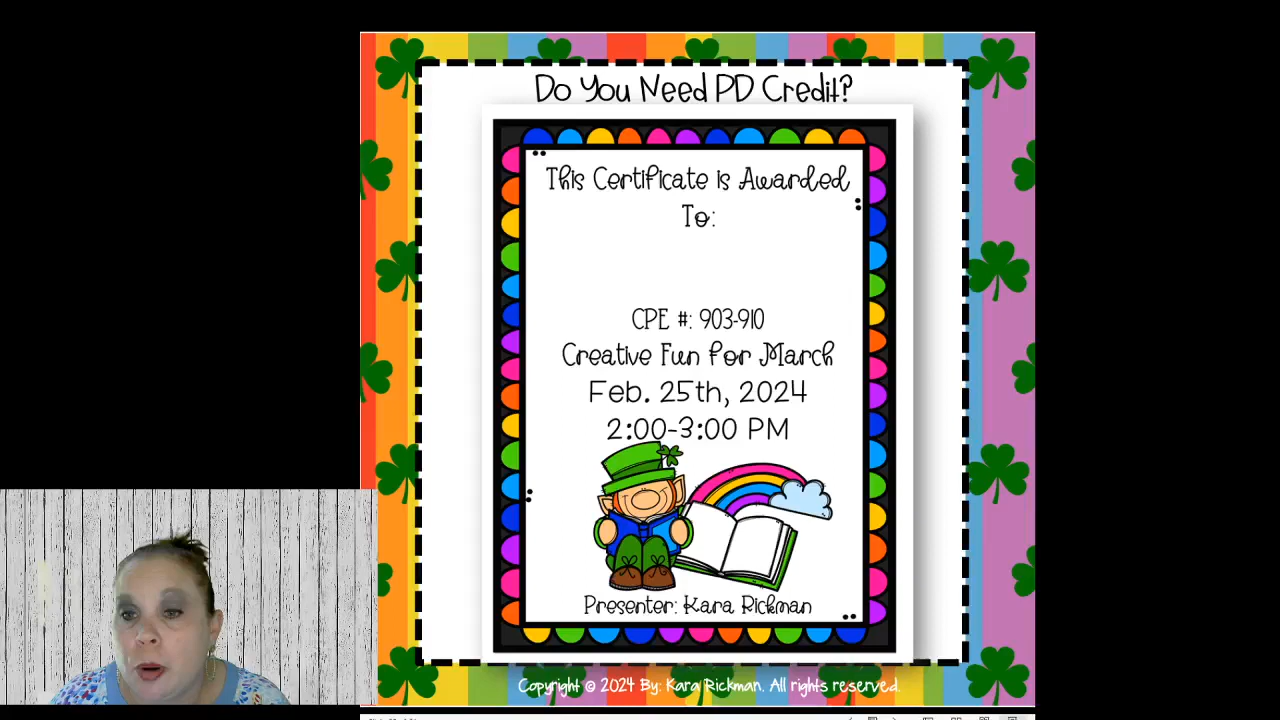 Do You Need PD Credit?
This Certificate is Awarded
To:
CPE #: 903-910
Creative Fun for March
Feb. 25th, 2024
2:00-3:00 PM
Presenter: Kara Rickman
Copyright © 2024 By: Kara Rickman. All rights reserved.